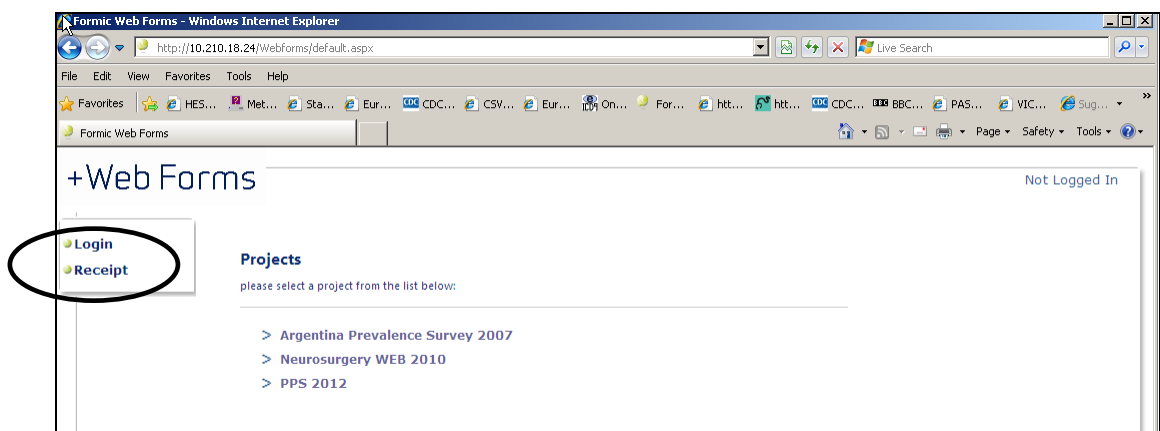 Formic Web Forms - Windows Internet Explorer
http://10.210.18.24/Webforms/default.aspx
Live Search
File Edit View Favorites Tools Help
Favorites HES... Met... Sta... Eur... CDC CDC... CSV... Eur... On... For... htt... htt... CDC CDC... BBC BBC... PAS... VIC... Sug... »
Formic Web Forms
Page Safety Tools
+Web Forms
Not Logged In
Login
Receipt
Projects
please select a project from the list below:
> Argentina Prevalence Survey 2007
> Neurosurgery WEB 2010
> PPS 2012